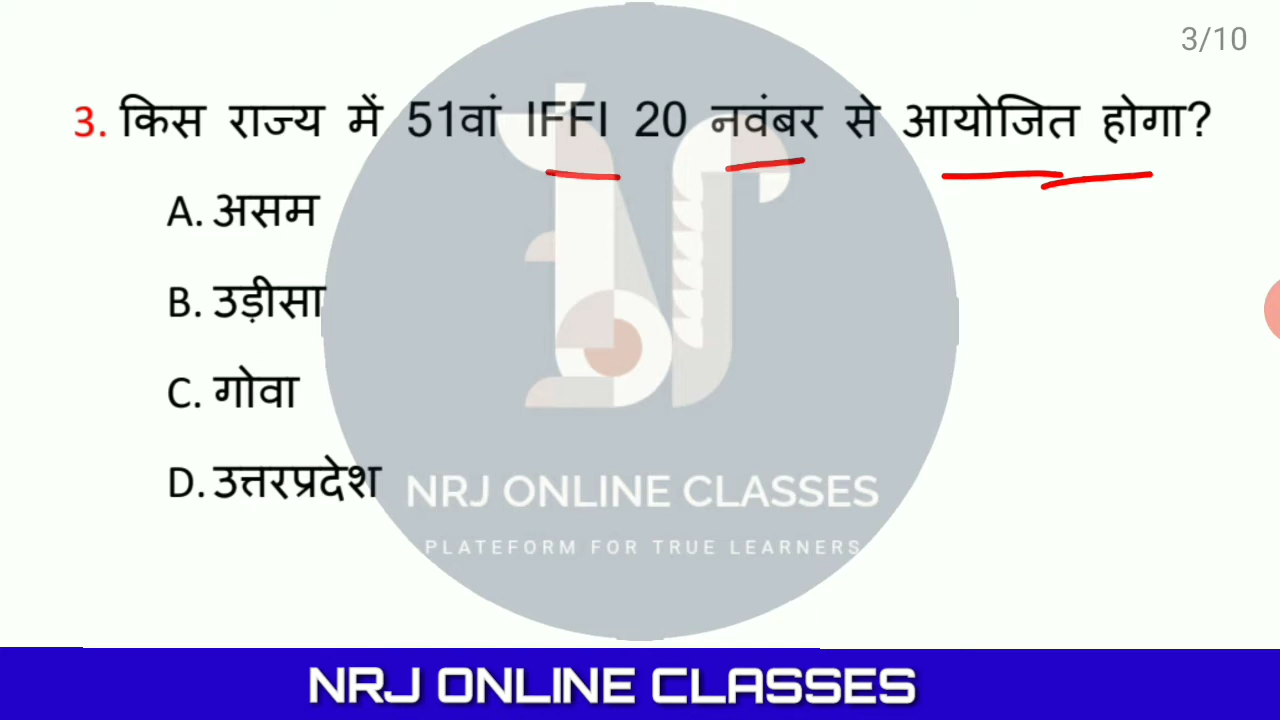 3/10
3. किस राज्य में 51वां IFFI 20 नवंबर से आयोजित होगा?
A. असम
B. उड़ीसा
C. गोवा
D. उत्तरप्रदेश
NRJ ONLINE CLASSES
PLATEFORM FOR TRUE LEARNERS
NRJ ONLINE CLASSES